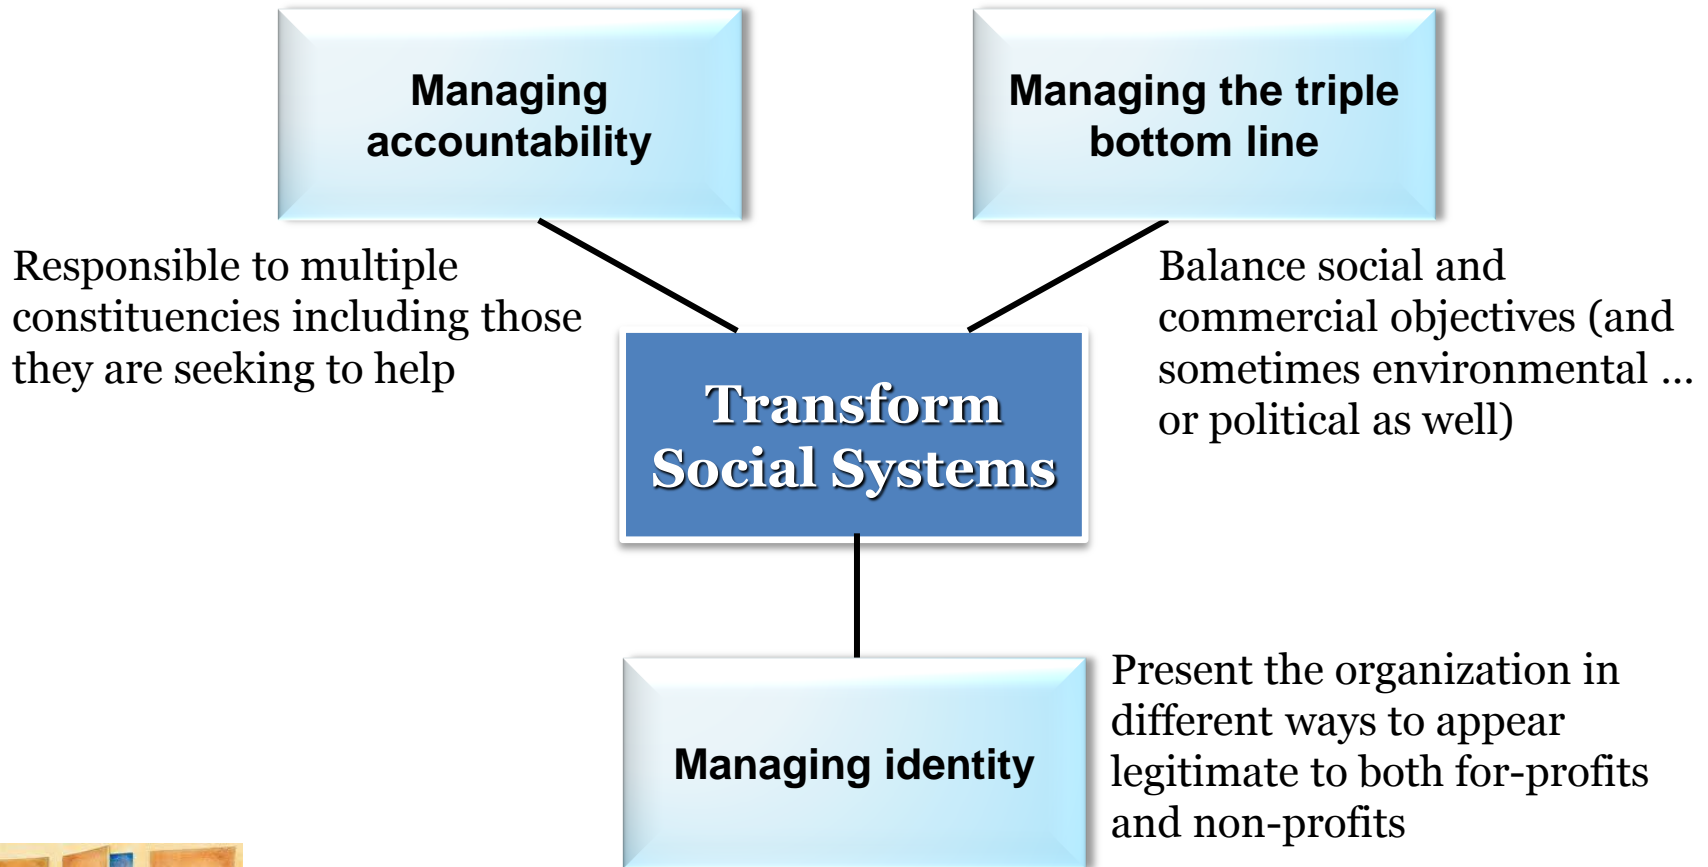 Managing
accountability
Managing the triple
bottom line
Responsible to multiple
constituencies including those
they are seeking to help
Balance social and
commercial objectives (and
sometimes environmental ...
or political as well)
Transform
Social Systems
Managing identity
Present the organization in
different ways to appear
legitimate to both for-profits
and non-profits